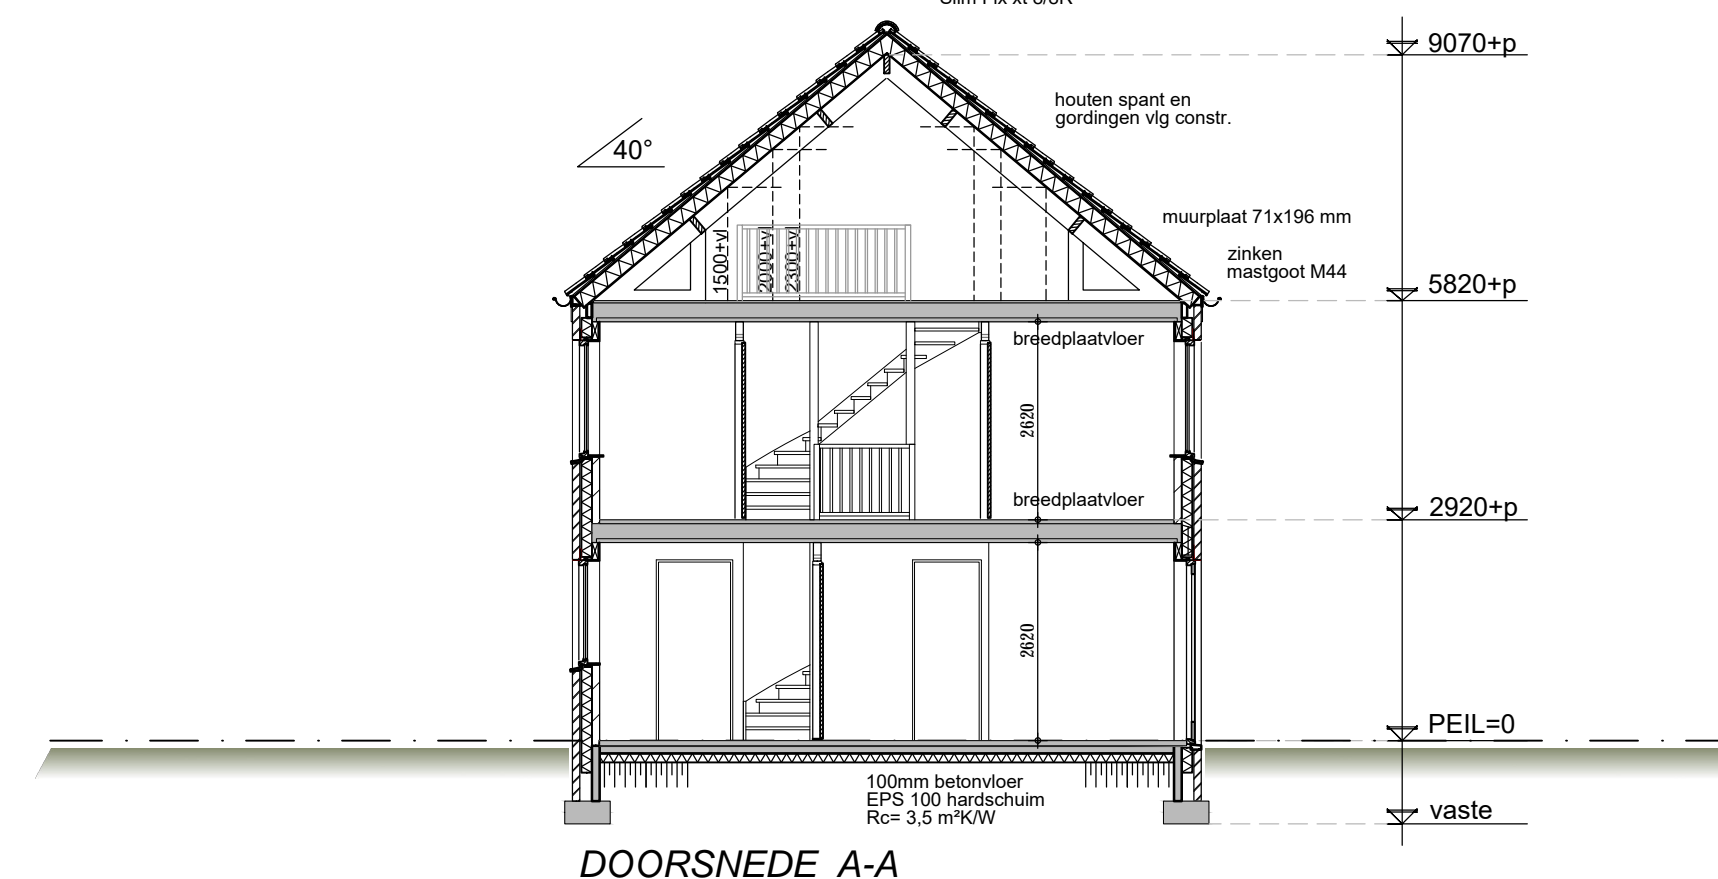 9070+p
houten spant en
gordingen vlg constr.
40°
muurplaat 71x196 mm
zinken
mastgoot M44
1500+vl
2000+vl
2300+vl
5820+p
breedplaatvloer
2620
breedplaatvloer
2920+p
2620
PEIL=0
100mm betonvloer
EPS 100 hardschuim
Rc= 3,5 m²K/W
vaste
DOORSNEDE A-A